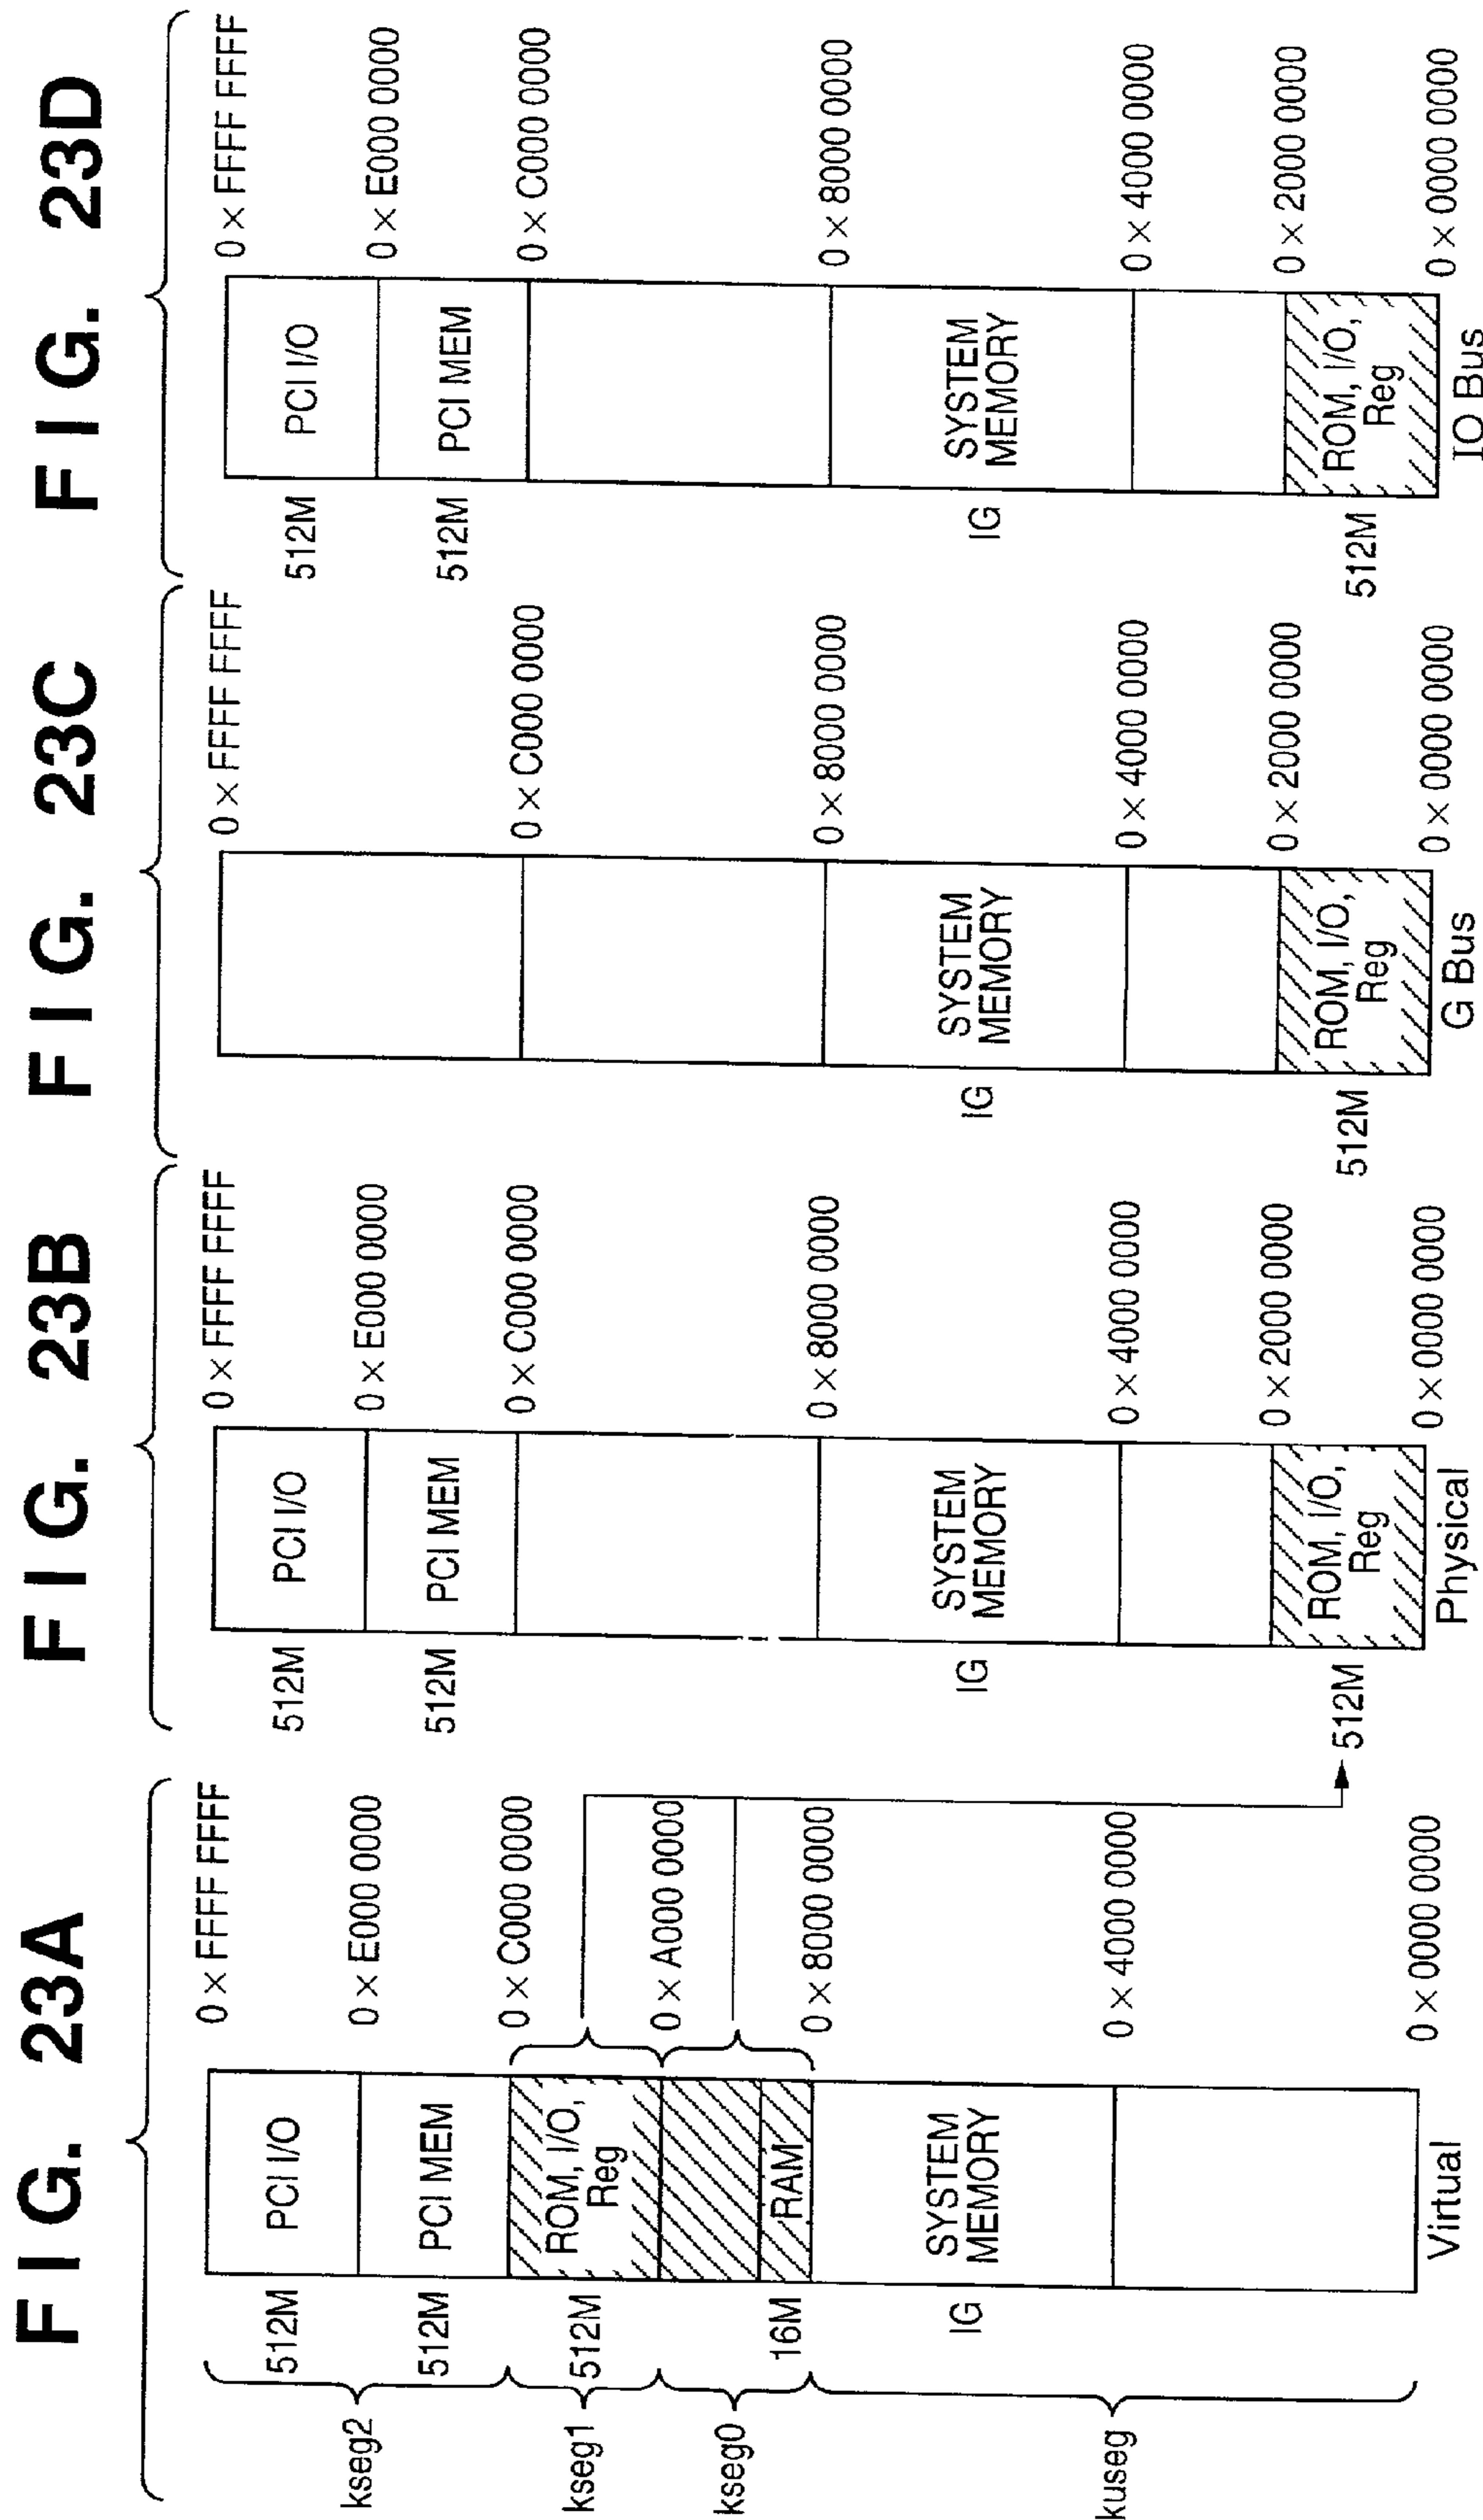 FIG. 23A
0×FFFF FFFF
0×E000 0000
0×C000 0000
0×A000 0000
0×8000 0000
0×4000 0000
0×0000 0000
PCI I/O
PCI MEM
ROM, I/O,
Reg
RAM
SYSTEM
MEMORY
512M
512M
512M
16M
IG
kseg2
kseg1
kseg0
kuseg
Virtual
FIG. 23B
0×FFFF FFFF
0×E000 0000
0×C000 0000
0×8000 0000
0×4000 0000
0×2000 0000
0×0000 0000
PCI I/O
PCI MEM
SYSTEM
MEMORY
ROM, I/O,
Reg
512M
512M
IG
512M
Physical
FIG. 23C
0×FFFF FFFF
0×C000 0000
0×8000 0000
0×4000 0000
0×2000 0000
0×0000 0000
SYSTEM
MEMORY
ROM, I/O,
Reg
IG
512M
G Bus
FIG. 23D
0×FFFF FFFF
0×E000 0000
0×C000 0000
0×8000 0000
0×4000 0000
0×2000 0000
0×0000 0000
PCI I/O
PCI MEM
SYSTEM
MEMORY
ROM, I/O,
Reg
512M
512M
IG
512M
IO Bus